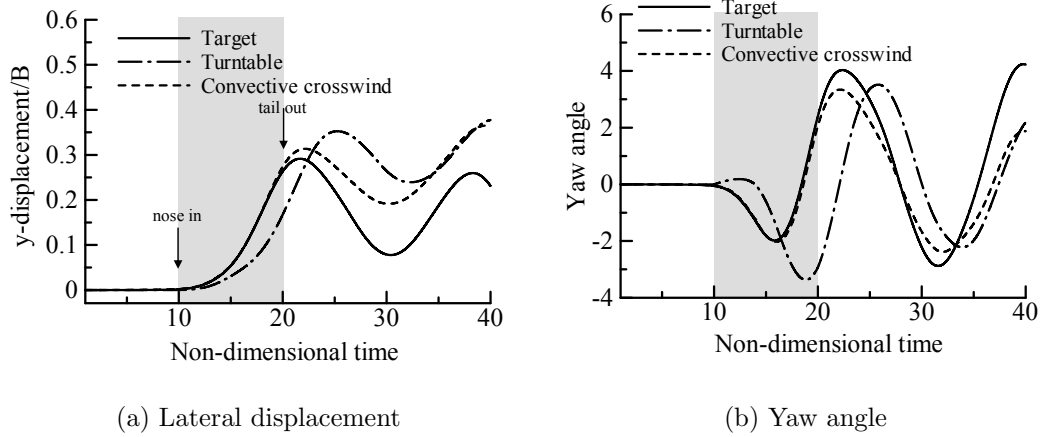 0.6
0.5
0.4
0.3
0.2
0.1
0
y-displacement/B
Target
Turntable
Convective crosswind
tail out
nose in
10
20
30
40
Non-dimensional time
(a) Lateral displacement
6
4
2
0
-2
-4
Yaw angle
Target
Turntable
Convective crosswind
10
20
30
40
Non-dimensional time
(b) Yaw angle